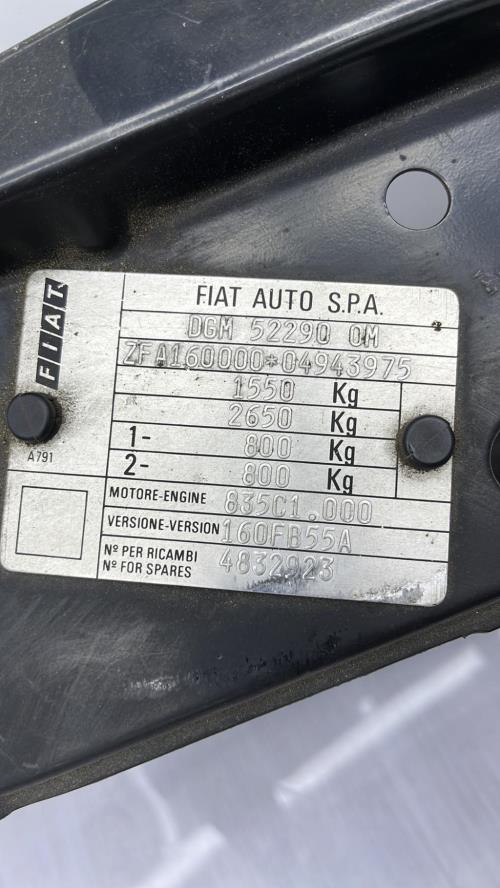 FIAT
FIAT AUTO S.P.A.
DGM 52290 OM
ZFA160000*04943975
1550 Kg
2650 Kg
1- 800 Kg
2- 800 Kg
A791
MOTORE-ENGINE 835C1.000
VERSIONE-VERSION 160FB55A
Nº PER RICAMBI
Nº FOR SPARES 4832923